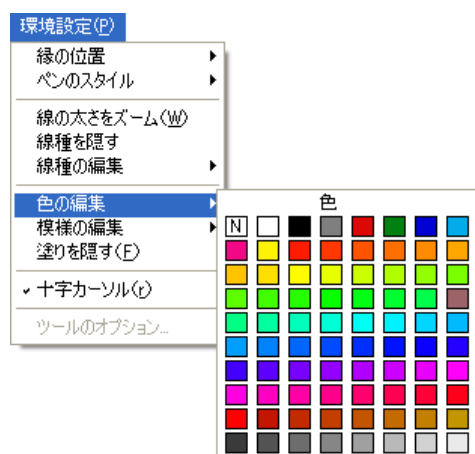 環境設定(P)
縁の位置
ペンのスタイル
線の太さをズーム(W)
線種を隠す
線種の編集
色の編集
模様の編集
塗りを隠す(F)
十字カーソル(r)
ツールのオプション...
色
N